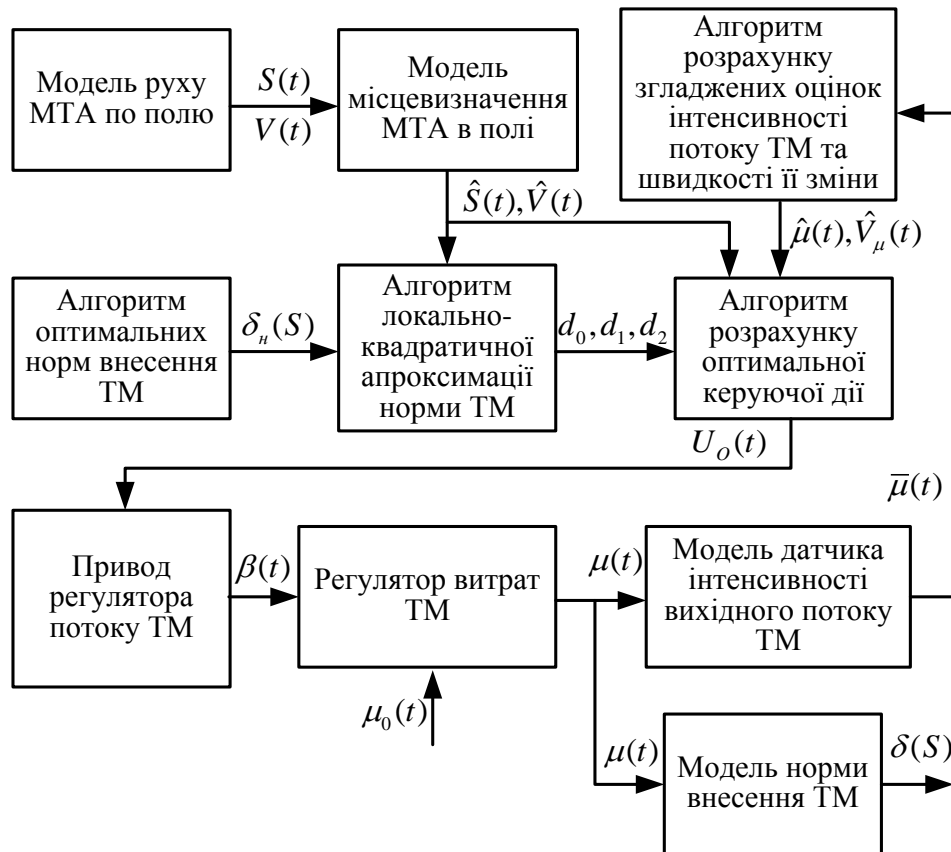 Модель руху
МТА по полю
S(t)
V(t)
Модель
місцевизначення
МТА в полі
Алгоритм
розрахунку
згладжених оцінок
інтенсивності
потоку ТМ та
швидкості її зміни
Ŝ(t),V̂(t)
μ̂(t),V̂_μ(t)
Алгоритм
оптимальних
норм внесення
ТМ
δ_н(S)
Алгоритм
локально-
квадратичної
апроксимації
норми ТМ
d₀,d₁,d₂
Алгоритм
розрахунку
оптимальної
керуючої дії
U_O(t)
μ̅(t)
Привод
регулятора
потоку ТМ
β(t)
Регулятор витрат
ТМ
μ(t)
Модель датчика
інтенсивності
вихідного потоку
ТМ
μ₀(t)
μ(t)
Модель норми
внесення ТМ
δ(S)